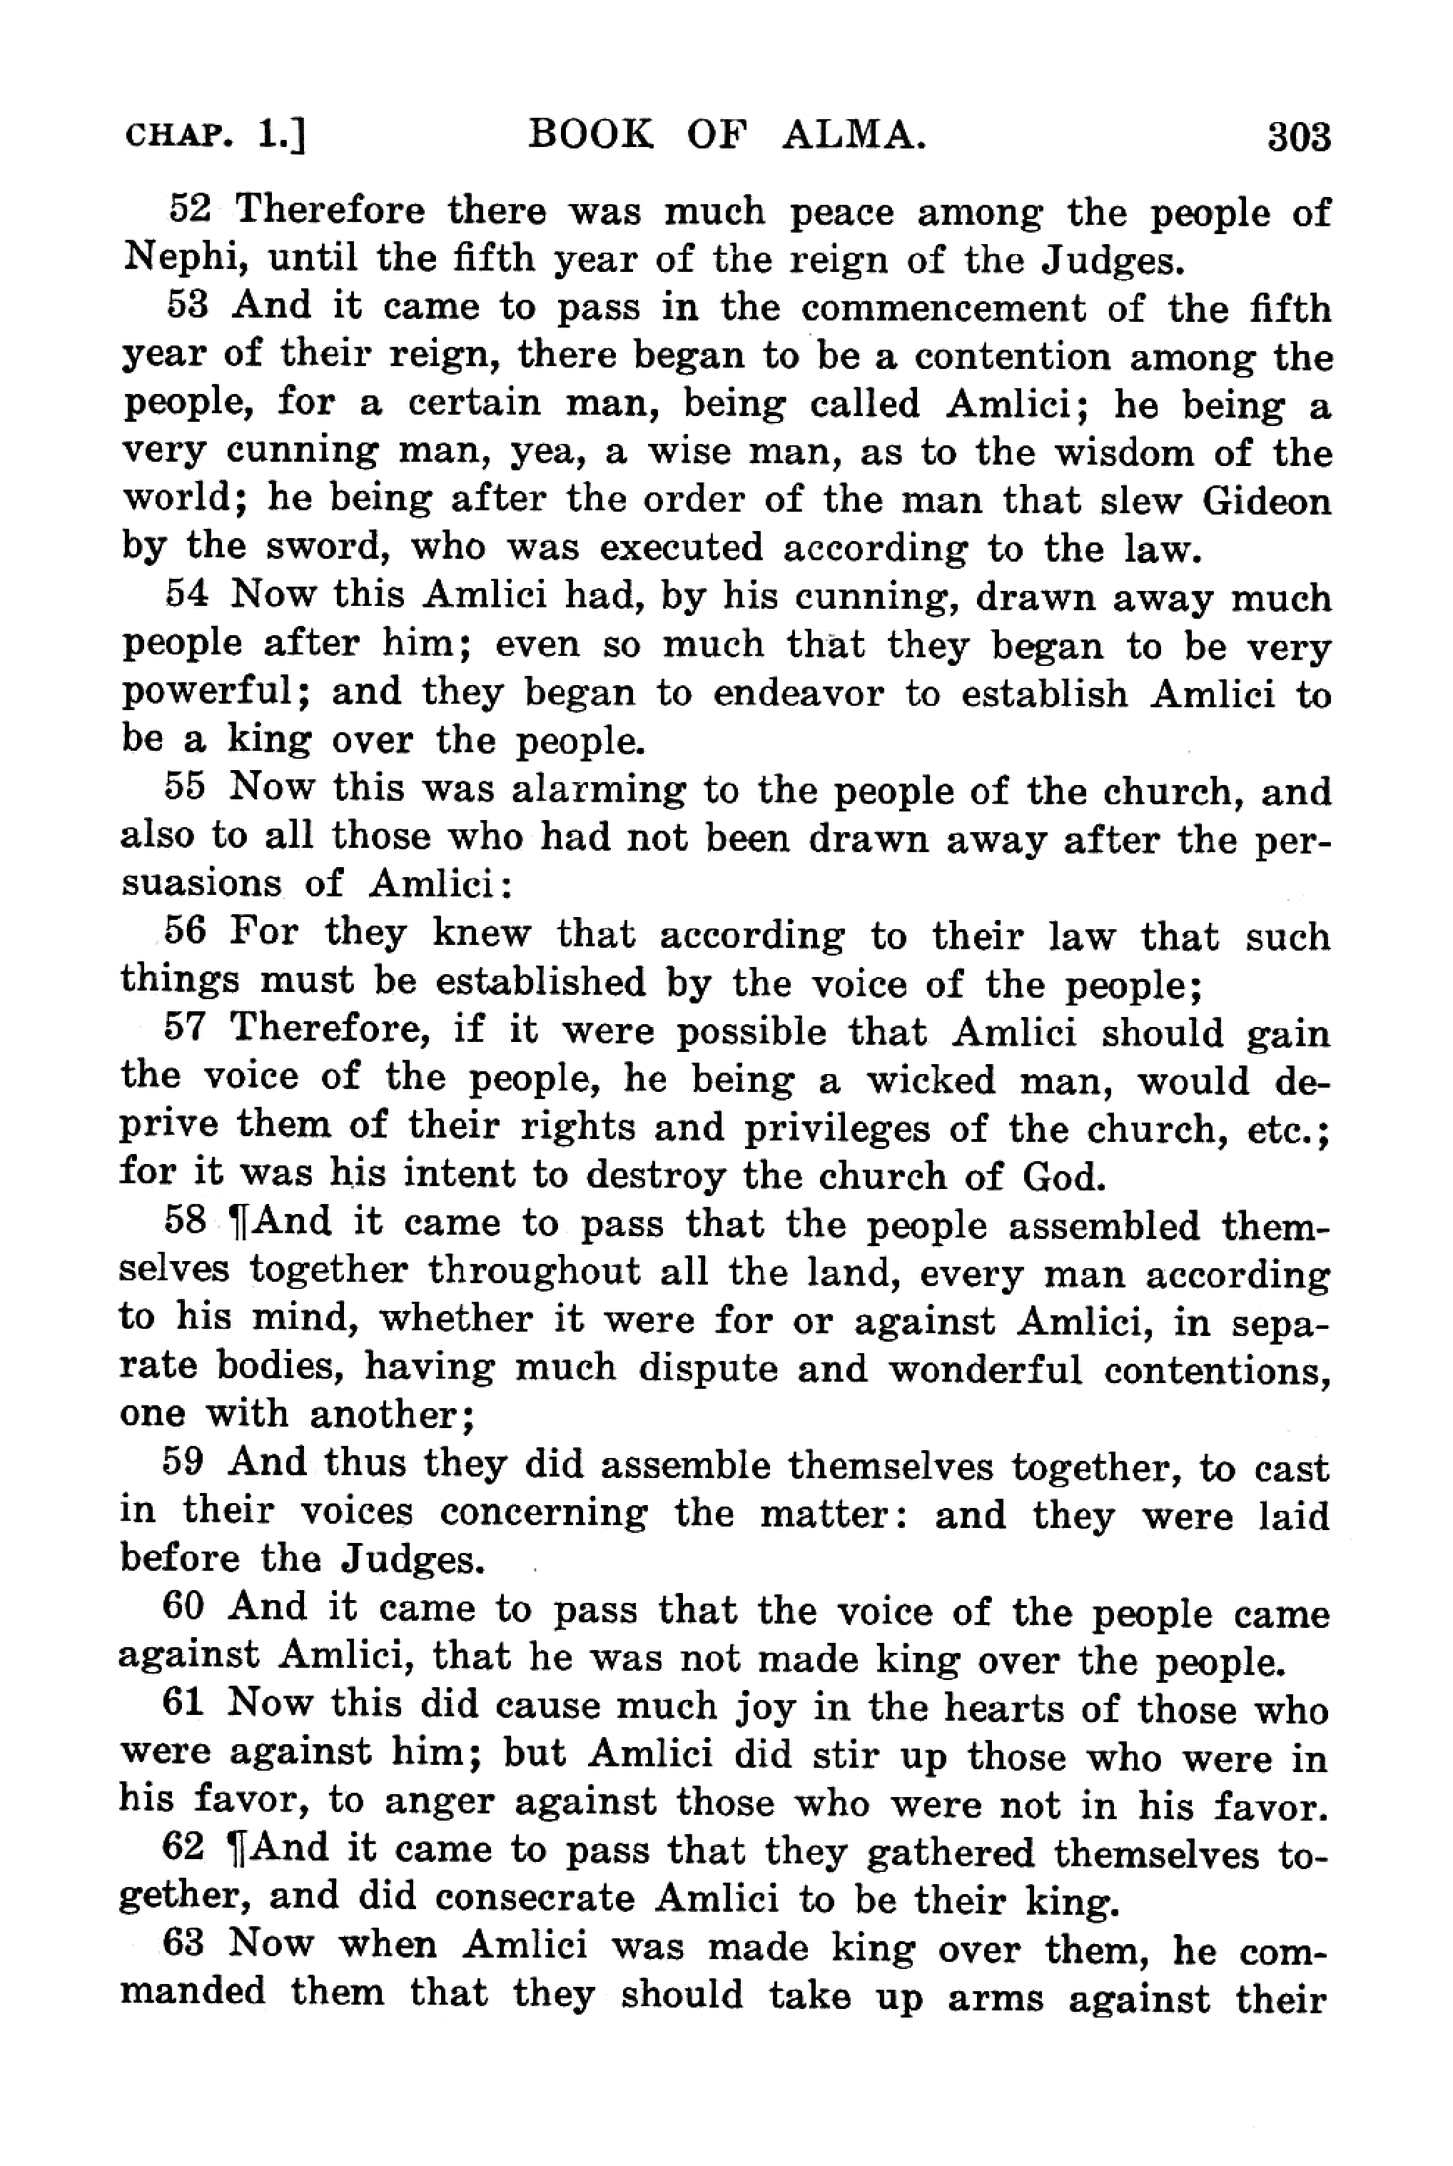 CHAP. 1.] BOOK OF ALMA. 303
52 Therefore there was much peace among the people of
Nephi, until the fifth year of the reign of the Judges.
53 And it came to pass in the commencement of the fifth
year of their reign, there began to be a contention among the
people, for a certain man, being called Amlici; he being a
very cunning man, yea, a wise man, as to the wisdom of the
world; he being after the order of the man that slew Gideon
by the sword, who was executed according to the law.
54 Now this Amlici had, by his cunning, drawn away much
people after him; even so much that they began to be very
powerful; and they began to endeavor to establish Amlici to
be a king over the people.
55 Now this was alarming to the people of the church, and
also to all those who had not been drawn away after the per-
suasions of Amlici:
56 For they knew that according to their law that such
things must be established by the voice of the people;
57 Therefore, if it were possible that Amlici should gain
the voice of the people, he being a wicked man, would de-
prive them of their rights and privileges of the church, etc.;
for it was his intent to destroy the church of God.
58 ¶And it came to pass that the people assembled them-
selves together throughout all the land, every man according
to his mind, whether it were for or against Amlici, in sepa-
rate bodies, having much dispute and wonderful contentions,
one with another;
59 And thus they did assemble themselves together, to cast
in their voices concerning the matter: and they were laid
before the Judges.
60 And it came to pass that the voice of the people came
against Amlici, that he was not made king over the people.
61 Now this did cause much joy in the hearts of those who
were against him; but Amlici did stir up those who were in
his favor, to anger against those who were not in his favor.
62 ¶And it came to pass that they gathered themselves to-
gether, and did consecrate Amlici to be their king.
63 Now when Amlici was made king over them, he com-
manded them that they should take up arms against their